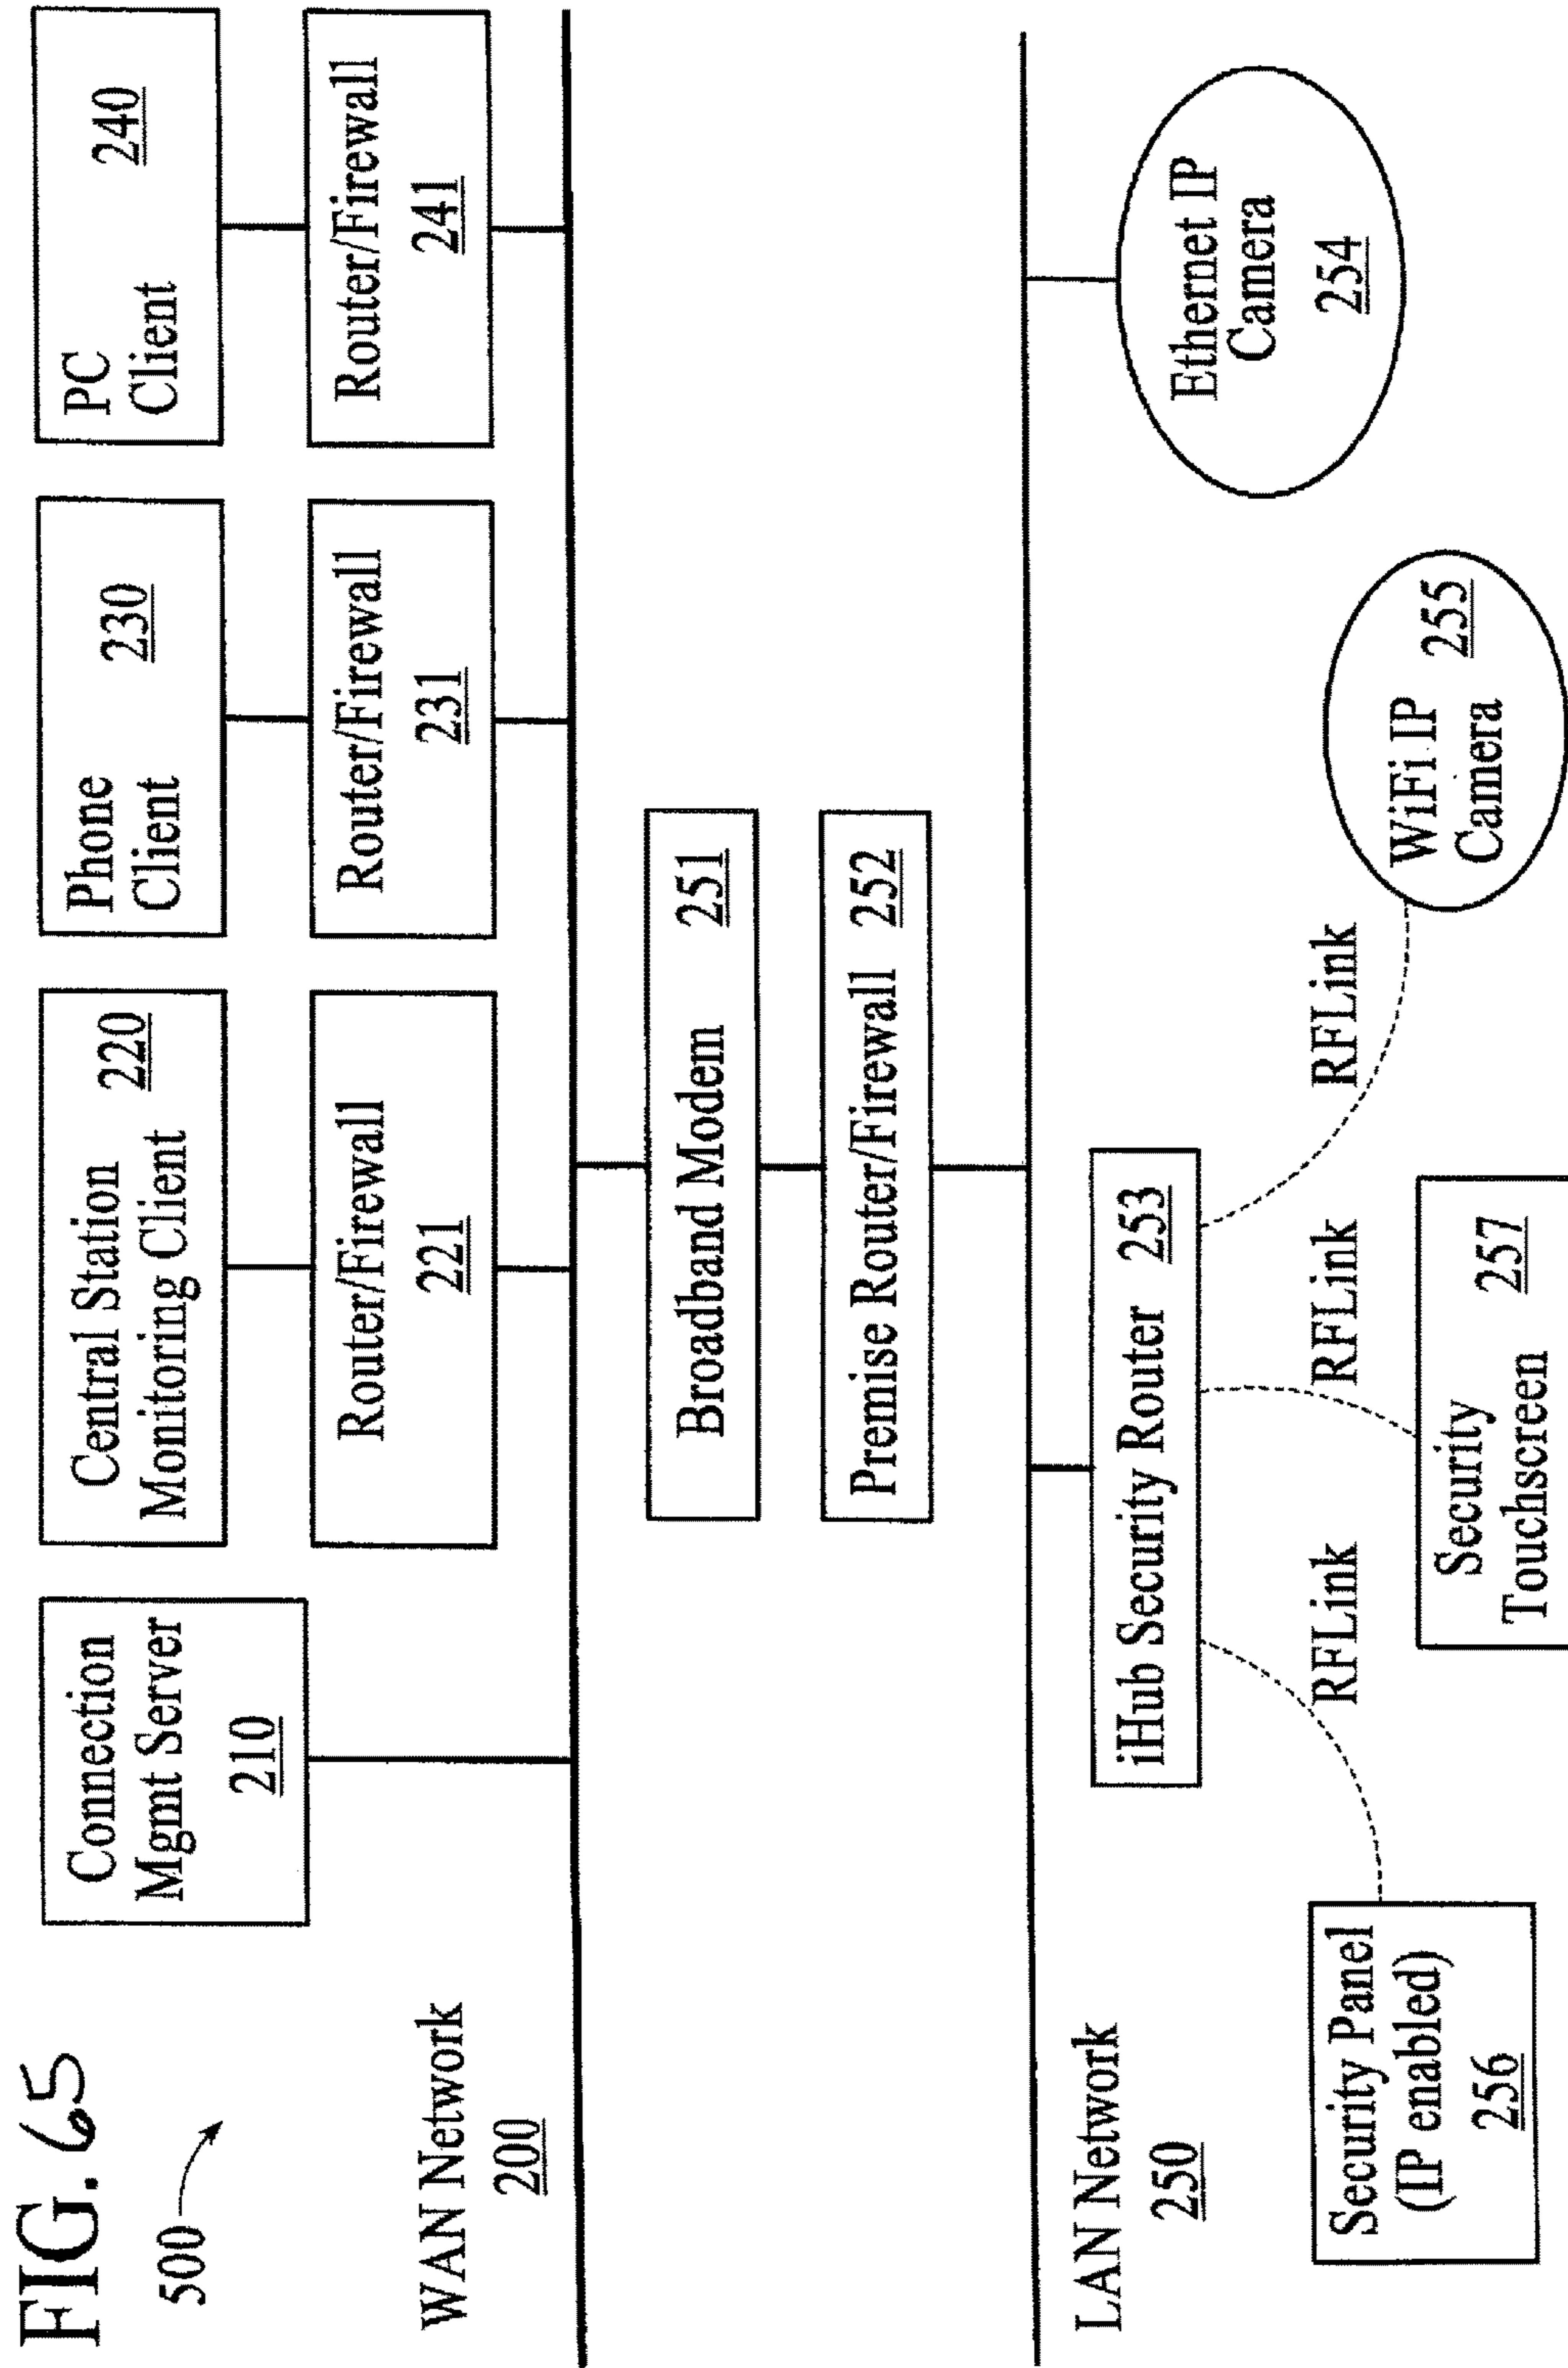 FIG. 65
500
Connection
Mgmt Server
210
Central Station
Monitoring Client
220
Phone
Client
230
PC
Client
240
Router/Firewall
221
Router/Firewall
231
Router/Firewall
241
WAN Network
200
Broadband Modem 251
Premise Router/Firewall 252
LAN Network
250
iHub Security Router 253
RFLink
RFLink
RFLink
Security Panel
(IP enabled)
256
Security
Touchscreen
257
WiFi IP
Camera
255
Ethernet IP
Camera
254